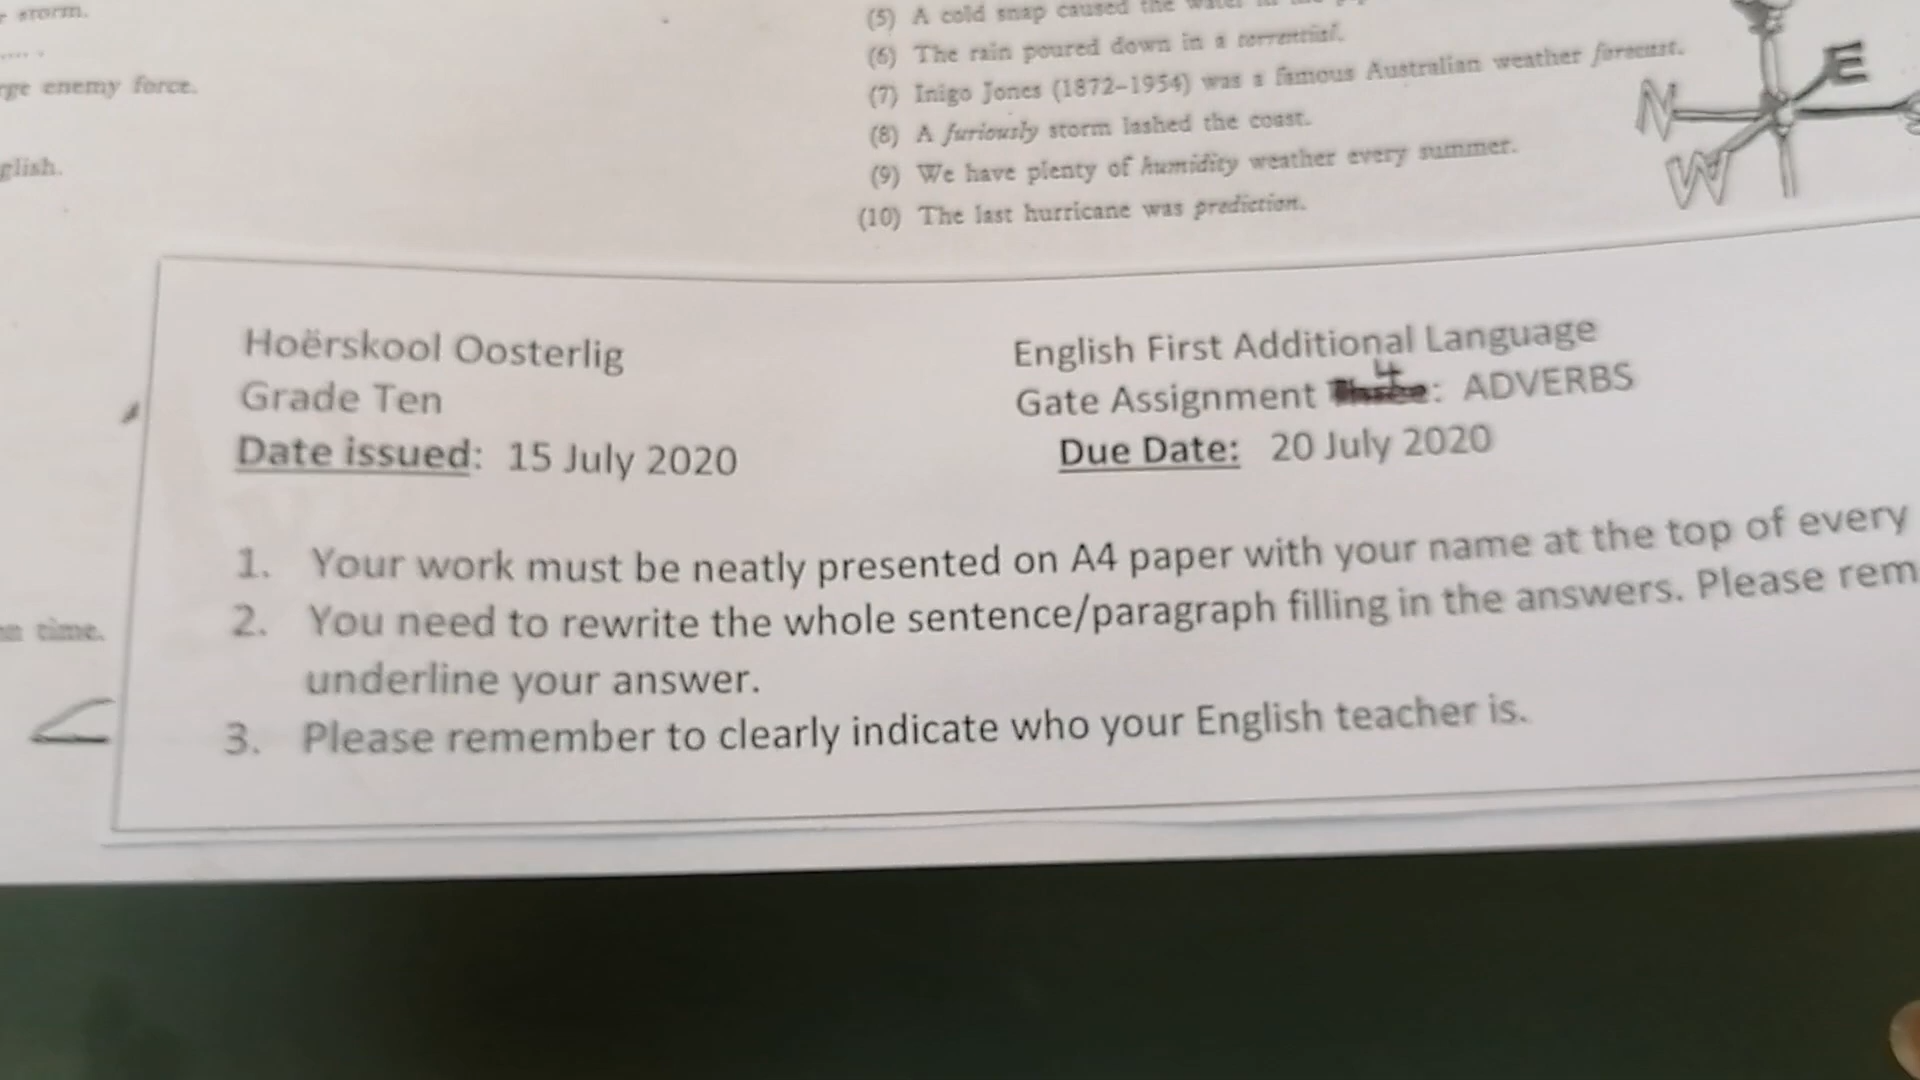 storm.
.... .
enemy force.
glish.
time.
(5) A cold snap caused the water in the
(6) The rain poured down in a torrential.
(7) Inigo Jones (1872–1954) was a famous Australian weather forecast.
(8) A furiously storm lashed the coast.
(9) We have plenty of humidity weather every summer.
(10) The last hurricane was prediction.
E
N
W
Hoërskool Oosterlig
Grade Ten
Date issued: 15 July 2020
English First Additional Language
Gate Assignment 4: ADVERBS
Due Date: 20 July 2020
1. Your work must be neatly presented on A4 paper with your name at the top of every
2. You need to rewrite the whole sentence/paragraph filling in the answers. Please rem
underline your answer.
3. Please remember to clearly indicate who your English teacher is.